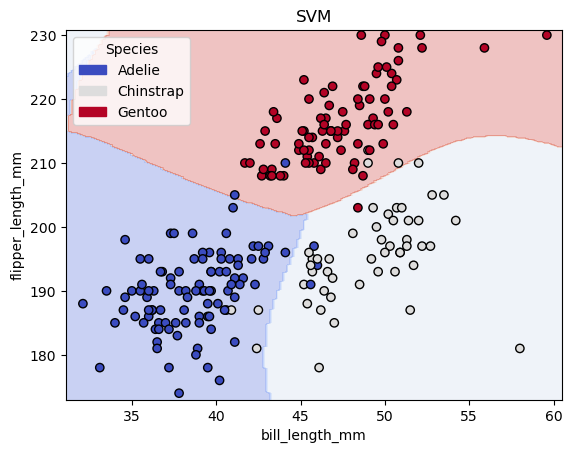 SVM
230
220
210
200
190
180
flipper_length_mm
Species
Adelie
Chinstrap
Gentoo
35
40
45
50
55
60
bill_length_mm